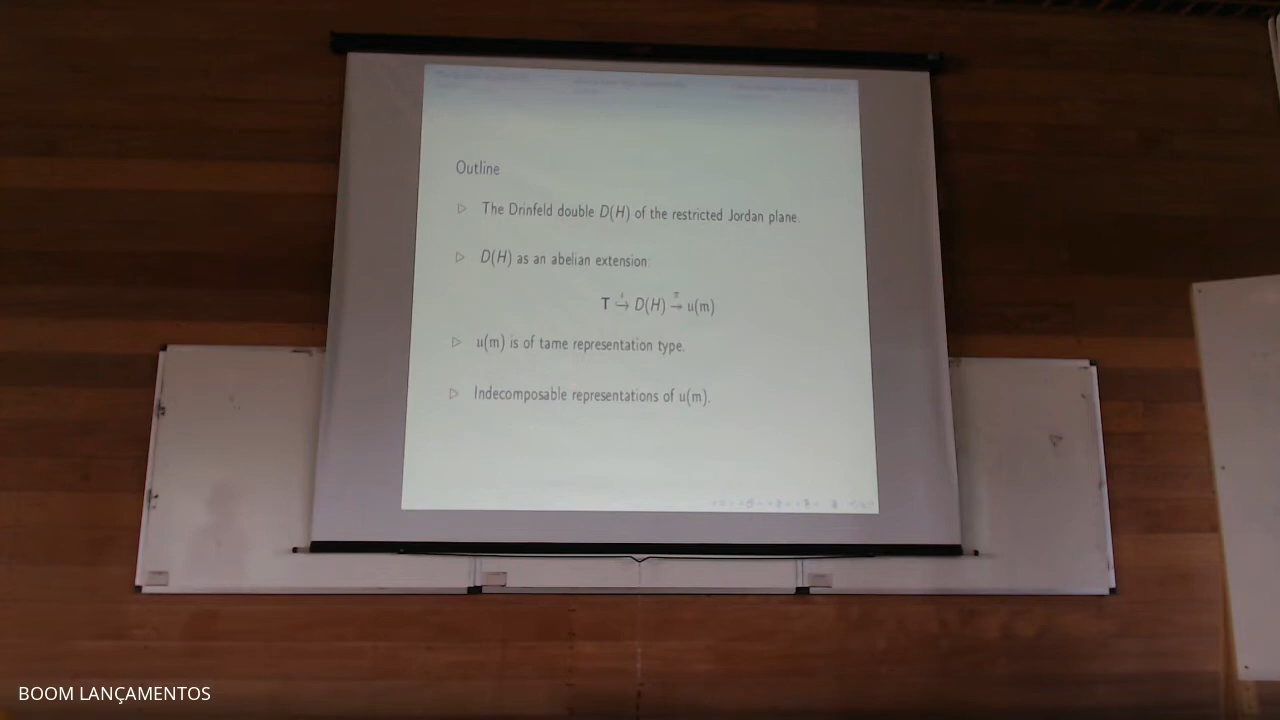 Outline
▷ The Drinfeld double D(H) of the restricted Jordan plane.
▷ D(H) as an abelian extension:
T ↪ι D(H) →π u(m)
▷ u(m) is of tame representation type.
▷ Indecomposable representations of u(m).
BOOM LANÇAMENTOS